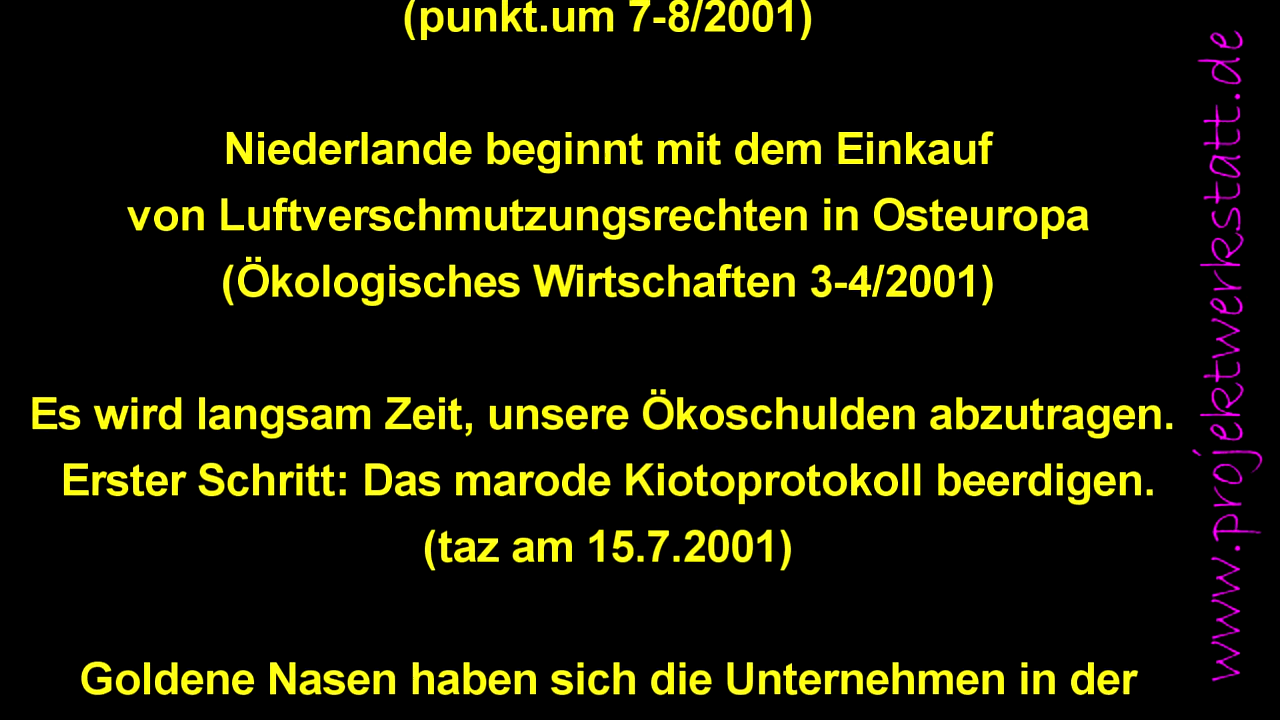 (punkt.um 7-8/2001)
Niederlande beginnt mit dem Einkauf
von Luftverschmutzungsrechten in Osteuropa
(Ökologisches Wirtschaften 3-4/2001)
Es wird langsam Zeit, unsere Ökoschulden abzutragen.
Erster Schritt: Das marode Kiotoprotokoll beerdigen.
(taz am 15.7.2001)
Goldene Nasen haben sich die Unternehmen in der
www.projektwerkstatt.de